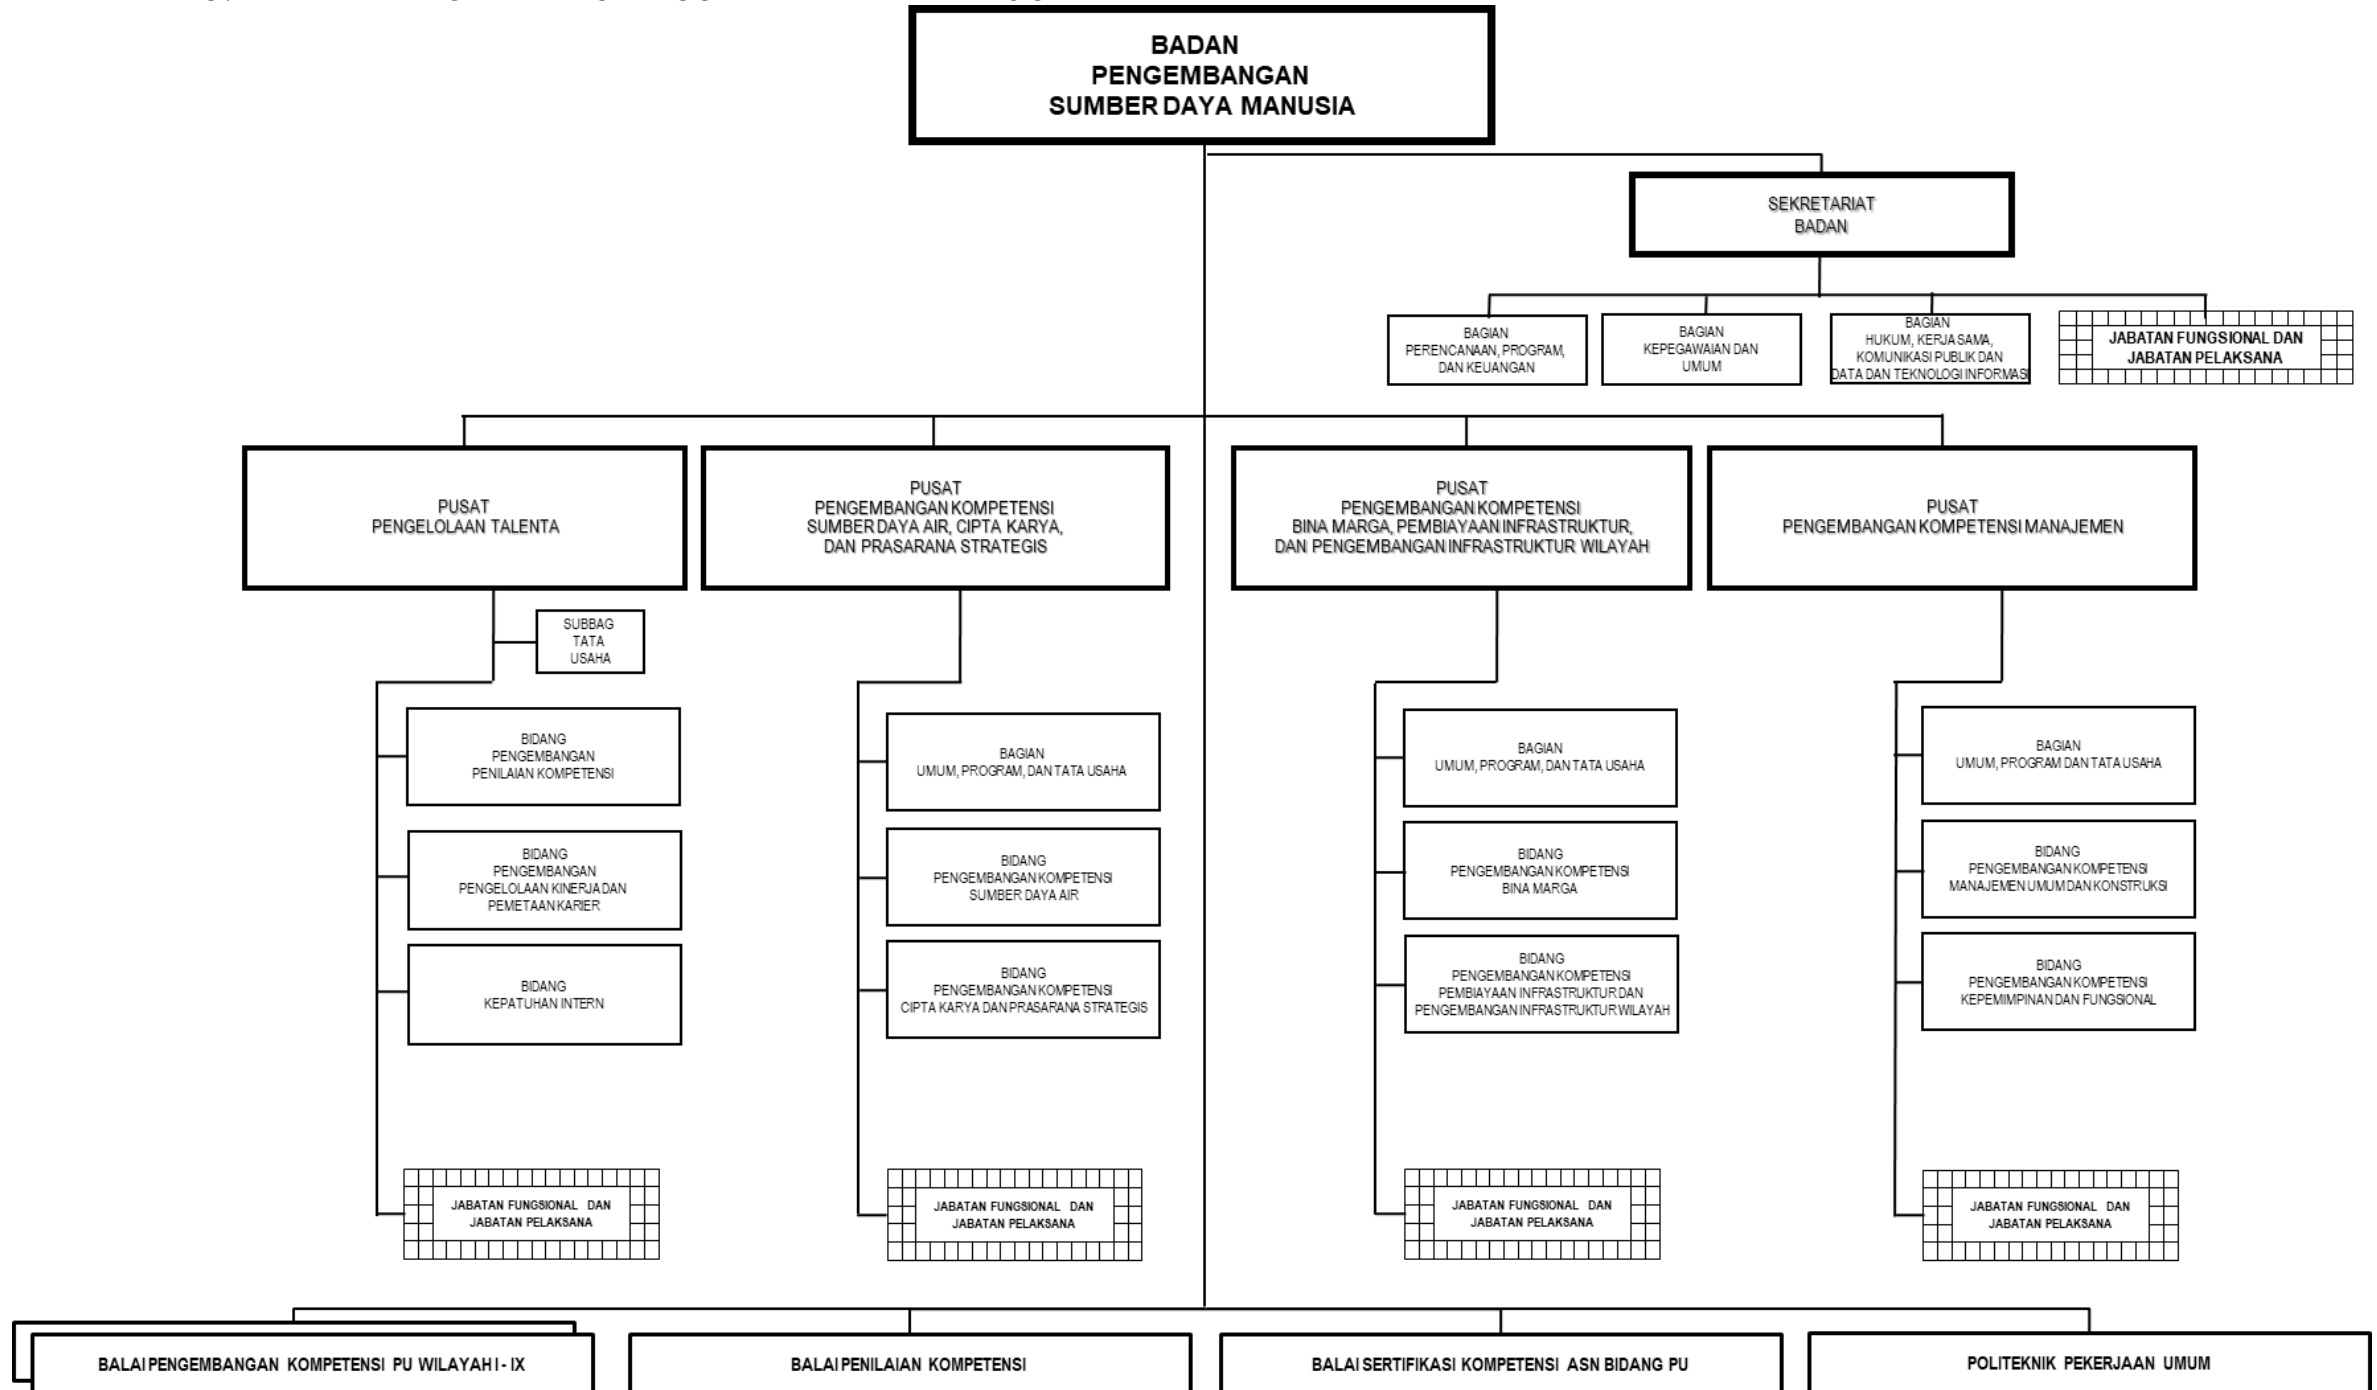 BADAN
PENGEMBANGAN
SUMBER DAYA MANUSIA
SEKRETARIAT
BADAN
BAGIAN
PERENCANAAN, PROGRAM,
DAN KEUANGAN
BAGIAN
KEPEGAWAIAN DAN
UMUM
BAGIAN
HUKUM, KERJA SAMA,
KOMUNIKASI PUBLIK DAN
DATA DAN TEKNOLOGI INFORMASI
JABATAN FUNGSIONAL DAN
JABATAN PELAKSANA
PUSAT
PENGELOLAAN TALENTA
PUSAT
PENGEMBANGAN KOMPETENSI
SUMBER DAYA AIR, CIPTA KARYA,
DAN PRASARANA STRATEGIS
PUSAT
PENGEMBANGAN KOMPETENSI
BINA MARGA, PEMBIAYAAN INFRASTRUKTUR,
DAN PENGEMBANGAN INFRASTRUKTUR WILAYAH
PUSAT
PENGEMBANGAN KOMPETENSI MANAJEMEN
SUBBAG
TATA
USAHA
BIDANG
PENGEMBANGAN
PENILAIAN KOMPETENSI
BIDANG
PENGEMBANGAN
PENGELOLAAN KINERJA DAN
PEMETAAN KARIER
BIDANG
KEPATUHAN INTERN
JABATAN FUNGSIONAL DAN
JABATAN PELAKSANA
BAGIAN
UMUM, PROGRAM, DAN TATA USAHA
BIDANG
PENGEMBANGAN KOMPETENSI
SUMBER DAYA AIR
BIDANG
PENGEMBANGAN KOMPETENSI
CIPTA KARYA DAN PRASARANA STRATEGIS
JABATAN FUNGSIONAL DAN
JABATAN PELAKSANA
BAGIAN
UMUM, PROGRAM, DAN TATA USAHA
BIDANG
PENGEMBANGAN KOMPETENSI
BINA MARGA
BIDANG
PENGEMBANGAN KOMPETENSI
PEMBIAYAAN INFRASTRUKTUR DAN
PENGEMBANGAN INFRASTRUKTUR WILAYAH
JABATAN FUNGSIONAL DAN
JABATAN PELAKSANA
BAGIAN
UMUM, PROGRAM DAN TATA USAHA
BIDANG
PENGEMBANGAN KOMPETENSI
MANAJEMEN UMUM DAN KONSTRUKSI
BIDANG
PENGEMBANGAN KOMPETENSI
KEPEMIMPINAN DAN FUNGSIONAL
JABATAN FUNGSIONAL DAN
JABATAN PELAKSANA
BALAI PENGEMBANGAN KOMPETENSI PU WILAYAH I - IX
BALAI PENILAIAN KOMPETENSI
BALAI SERTIFIKASI KOMPETENSI ASN BIDANG PU
POLITEKNIK PEKERJAAN UMUM